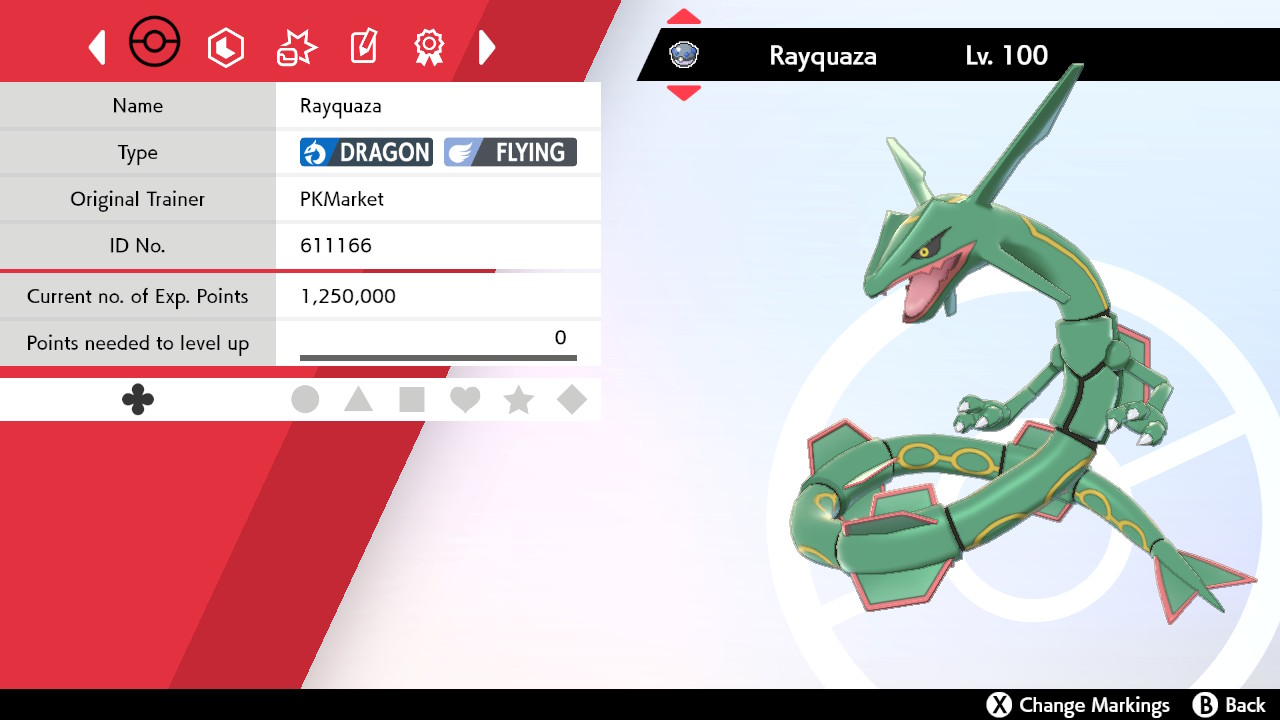 Rayquaza Lv. 100
Name Rayquaza
Type DRAGON FLYING
Original Trainer PKMarket
ID No. 611166
Current no. of Exp. Points 1,250,000
Points needed to level up 0
X Change Markings B Back